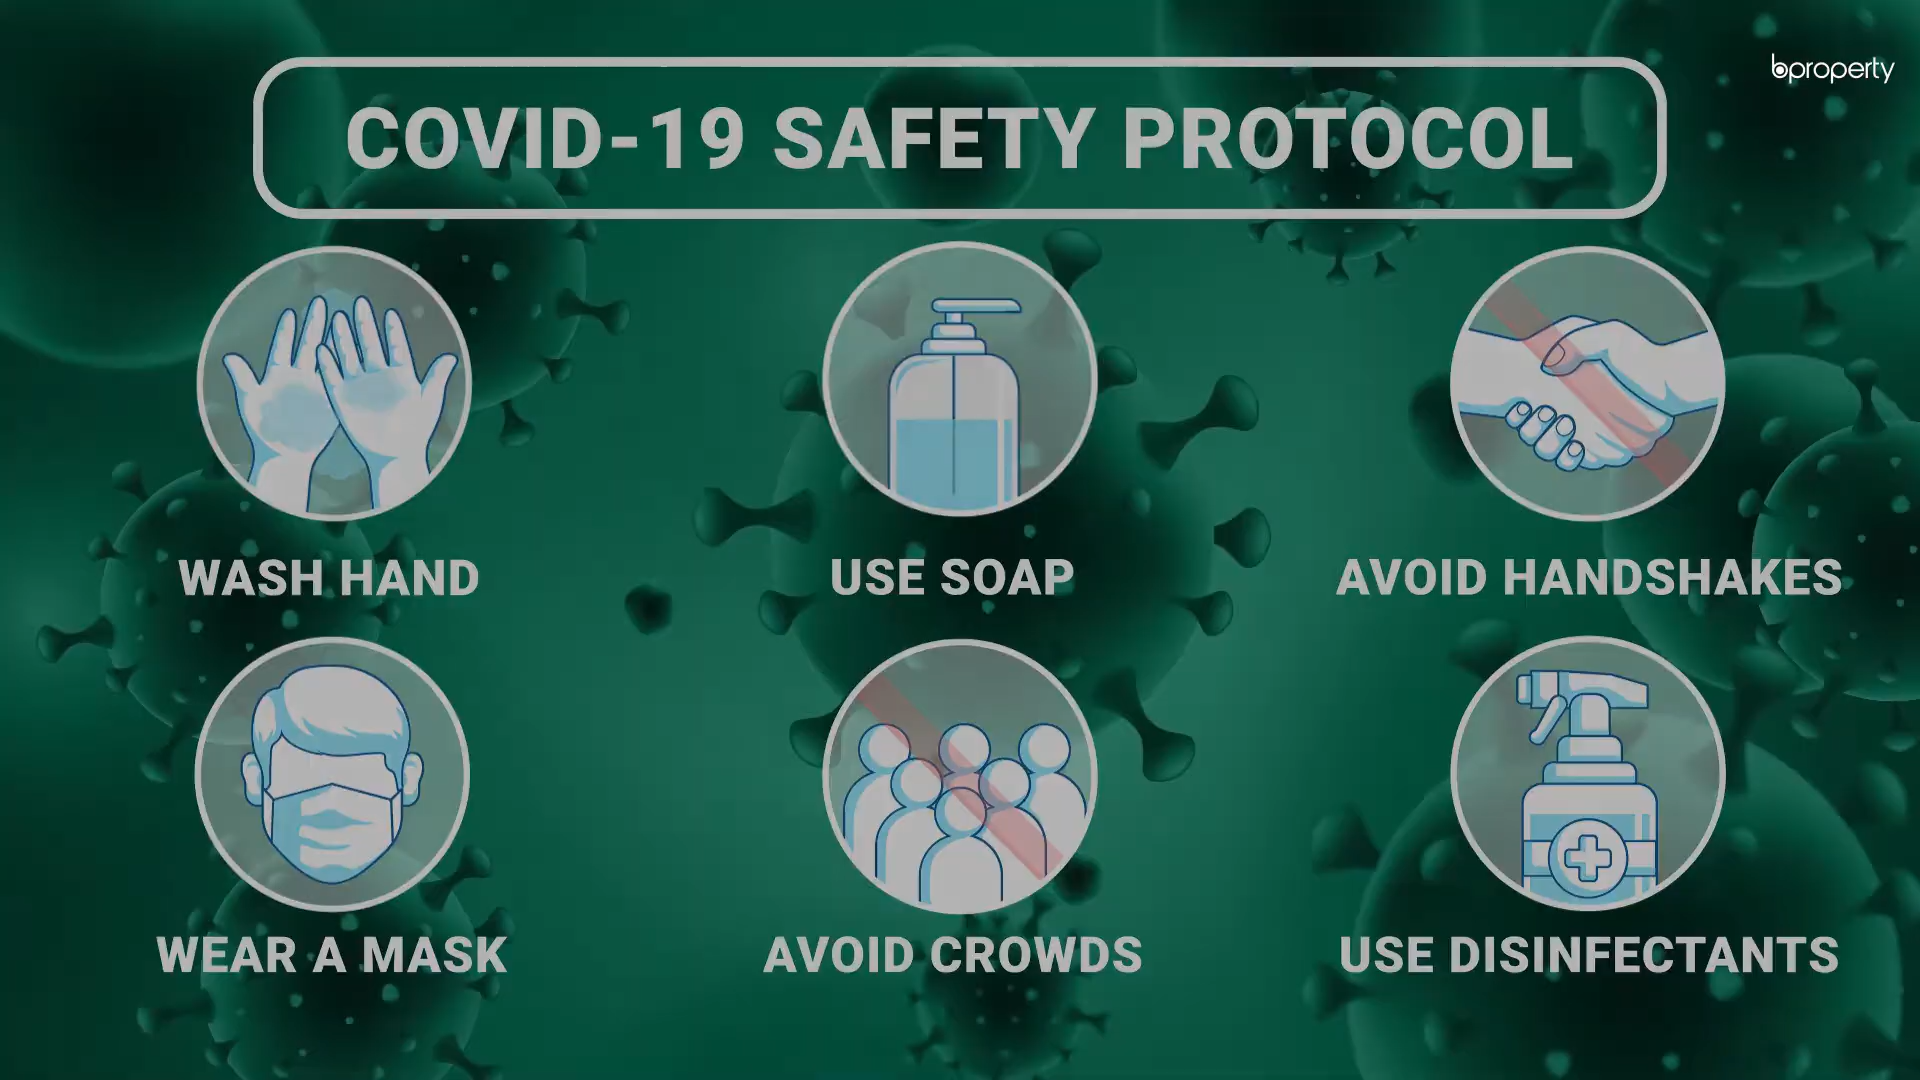 bproperty
COVID-19 SAFETY PROTOCOL
WASH HAND
USE SOAP
AVOID HANDSHAKES
WEAR A MASK
AVOID CROWDS
USE DISINFECTANTS